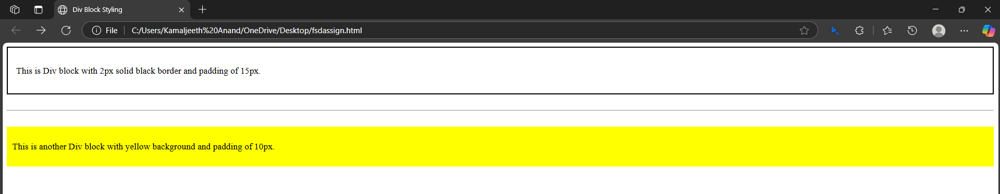 Div Block Styling
File C:/Users/Kamaljeeth%20Anand/OneDrive/Desktop/fsdassign.html
This is Div block with 2px solid black border and padding of 15px.
This is another Div block with yellow background and padding of 10px.